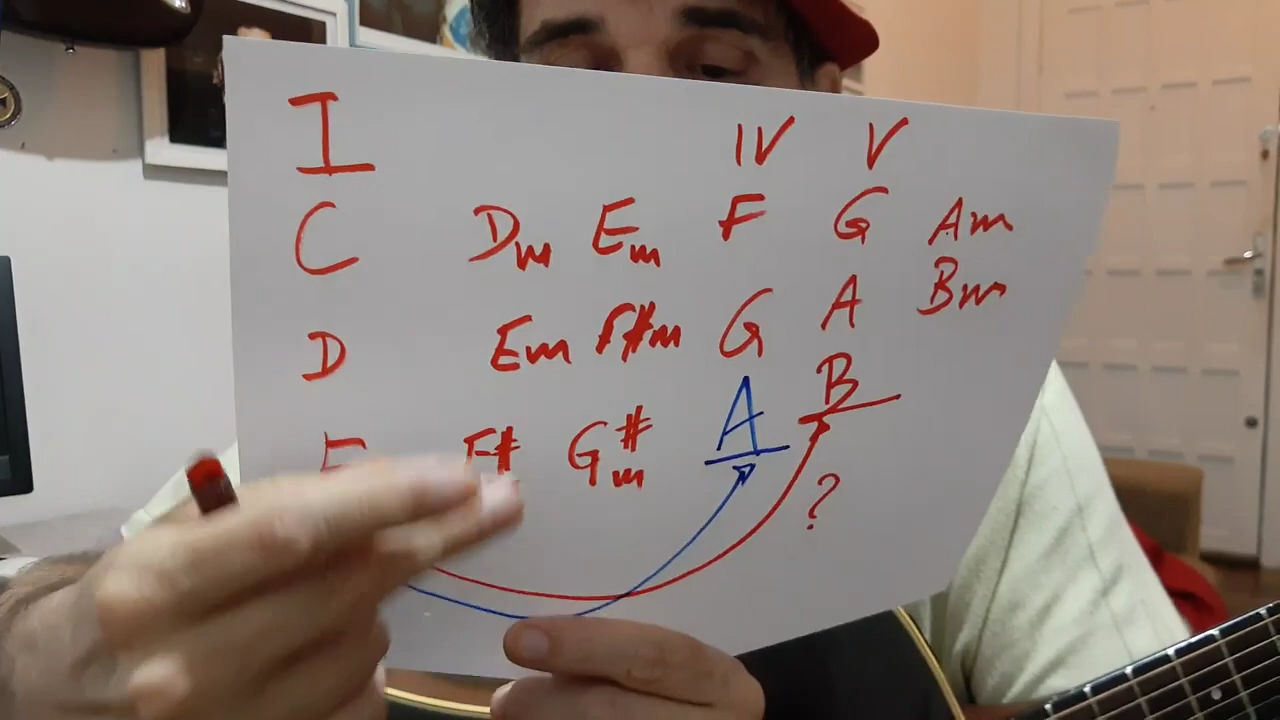 I IV V
C Dm Em F G Am
D Em F#m G A Bm
E F# G#m A B
?